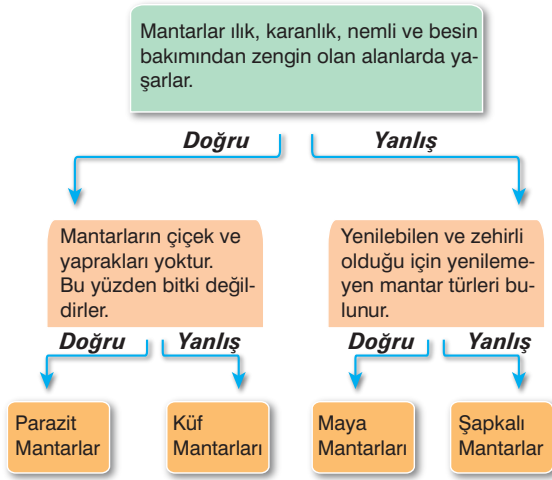 Mantarlar ılık, karanlık, nemli ve besin
bakımından zengin olan alanlarda ya-
şarlar.
Doğru
Yanlış
Mantarların çiçek ve
yaprakları yoktur.
Bu yüzden bitki değil-
dirler.
Yenilebilen ve zehirli
olduğu için yenileme-
yen mantar türleri bu-
lunur.
Doğru
Yanlış
Doğru
Yanlış
Parazit
Mantarlar
Küf
Mantarları
Maya
Mantarları
Şapkalı
Mantarlar